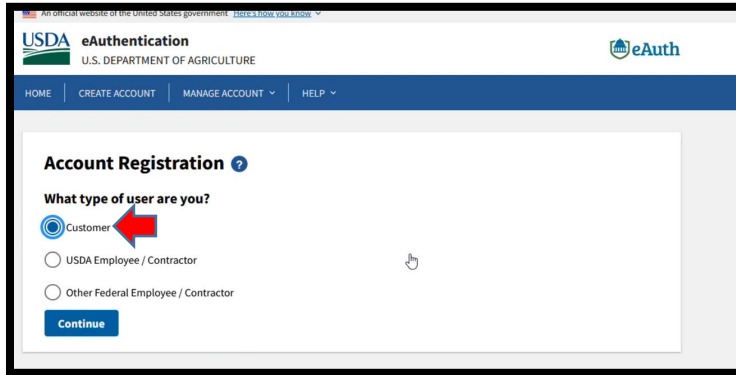 An official website of the United States government Here's how you know
USDA eAuthentication
U.S. DEPARTMENT OF AGRICULTURE
eAuth
HOME CREATE ACCOUNT MANAGE ACCOUNT HELP
Account Registration ?
What type of user are you?
Customer
USDA Employee / Contractor
Other Federal Employee / Contractor
Continue